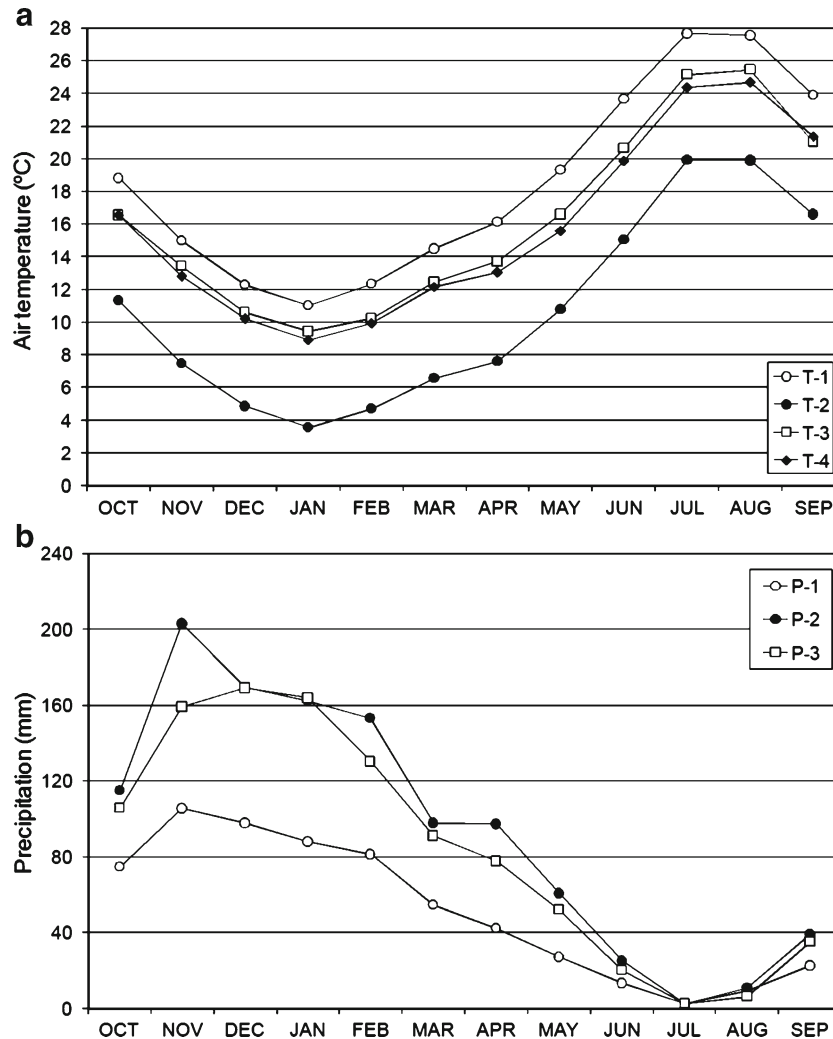 a
28
26
24
22
20
18
16
14
12
10
8
6
4
2
0
Air temperature (ºC)
T-1
T-2
T-3
T-4
OCT NOV DEC JAN FEB MAR APR MAY JUN JUL AUG SEP
b
240
200
160
120
80
40
0
Precipitation (mm)
P-1
P-2
P-3
OCT NOV DEC JAN FEB MAR APR MAY JUN JUL AUG SEP